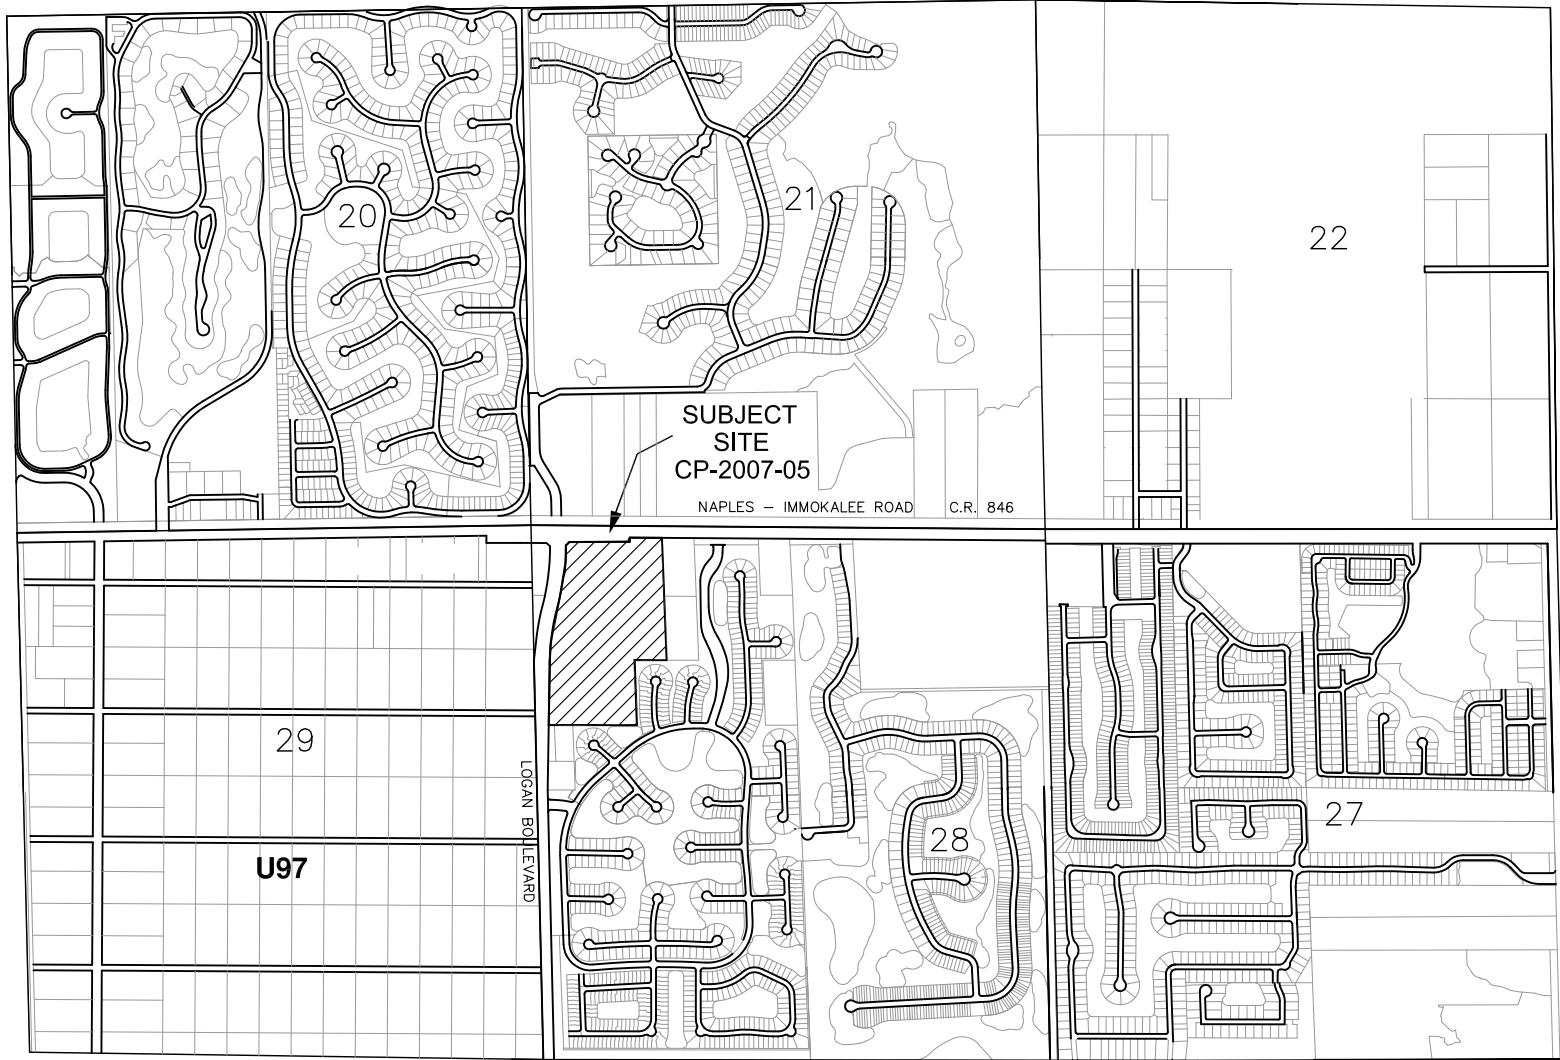 20
21
22
SUBJECT
SITE
CP-2007-05
NAPLES – IMMOKALEE ROAD C.R. 846
29
LOGAN BOULEVARD
28
27
U97